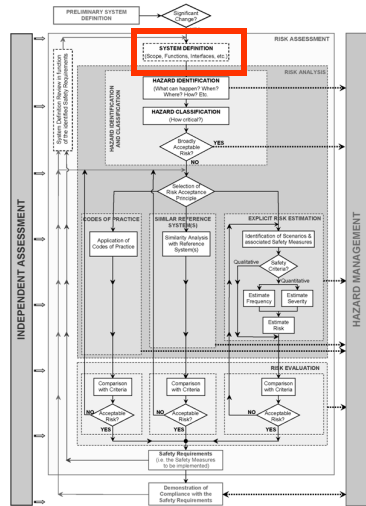 PRELIMINARY SYSTEM
DEFINITION
Significant
Change?
RISK ASSESSMENT
SYSTEM DEFINITION
(Scope, Functions, Interfaces, etc.)
RISK ANALYSIS
HAZARD IDENTIFICATION
(What can happen? When?
Where? How? Etc.
HAZARD CLASSIFICATION
(How critical?)
HAZARD IDENTIFICATION
AND CLASSIFICATION
System Definition Review in function
of the identified Safety Requirements
Broadly
Acceptable
Risk?
YES
NO
Selection of
Risk Acceptance
Principle
CODES OF PRACTICE
SIMILAR REFERENCE
SYSTEM(S)
EXPLICIT RISK ESTIMATION
Application of
Codes of Practice
Similarity Analysis
with Reference
System(s)
Identification of Scenarios &
associated Safety Measures
Qualitative
Safety
Criteria?
Quantitative
Estimate
Frequency
Estimate
Severity
Estimate
Risk
RISK EVALUATION
Comparison
with Criteria
Comparison
with Criteria
Comparison
with Criteria
NO
Acceptable
Risk?
YES
NO
Acceptable
Risk?
YES
NO
Acceptable
Risk?
YES
Safety Requirements
(i.e. the Safety Measures
to be implemented)
Demonstration of
Compliance with the
Safety Requirements
INDEPENDENT ASSESSMENT
HAZARD MANAGEMENT